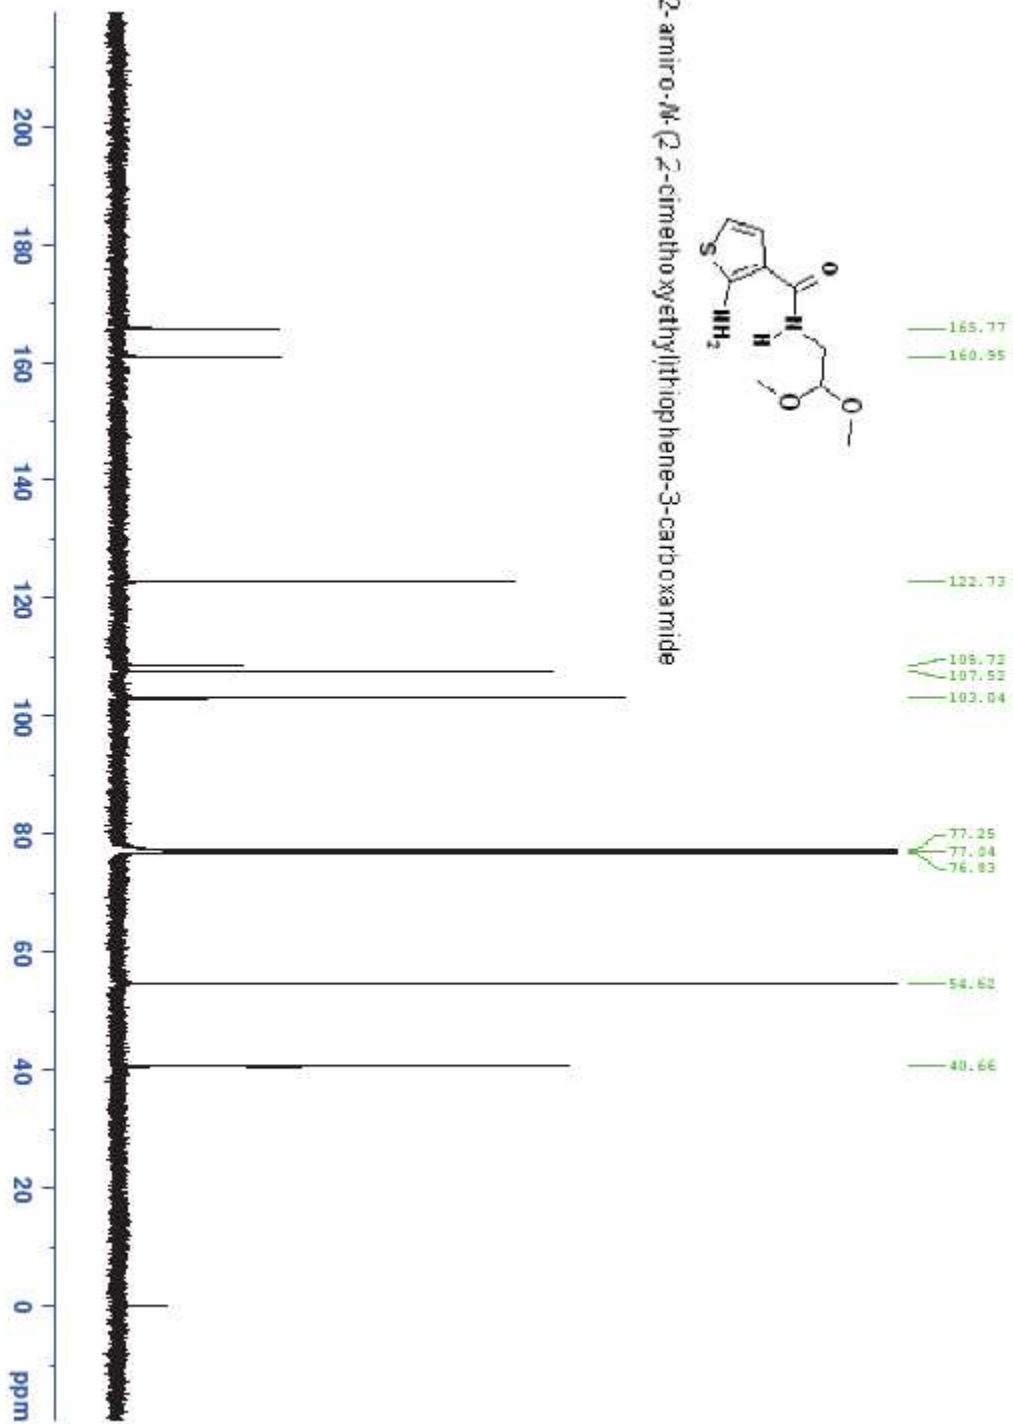 165.77
160.95
122.73
108.72
107.52
103.04
77.25
77.04
76.83
54.62
40.66
O
O
N
H
O
S
NH2
2-amiro-N-(2,2-cimethoxyethyl)thiophene-3-carboxamide
200 180 160 140 120 100 80 60 40 20 0 ppm